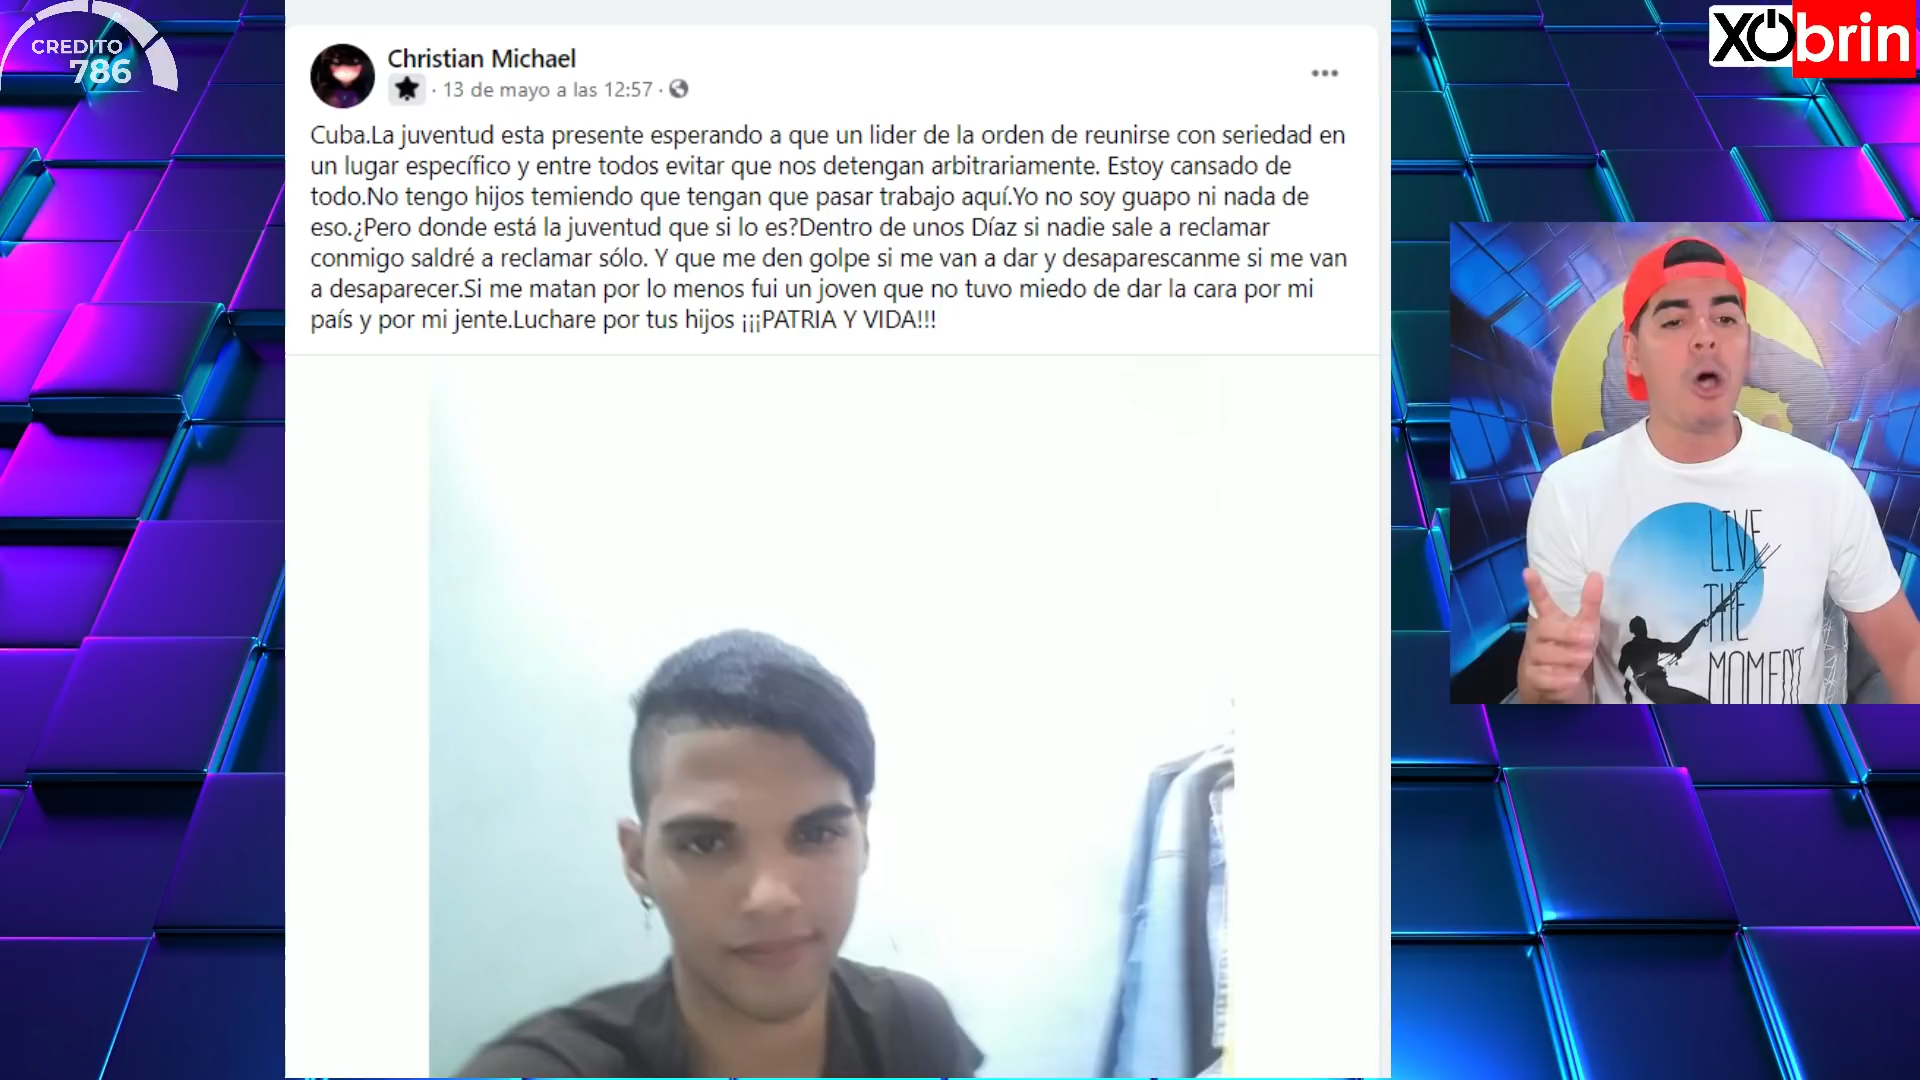 CREDITO
786
XObrin
Christian Michael
· 13 de mayo a las 12:57 ·
Cuba.La juventud esta presente esperando a que un lider de la orden de reunirse con seriedad en
un lugar específico y entre todos evitar que nos detengan arbitrariamente. Estoy cansado de
todo.No tengo hijos temiendo que tengan que pasar trabajo aquí.Yo no soy guapo ni nada de
eso.¿Pero donde está la juventud que si lo es?Dentro de unos Díaz si nadie sale a reclamar
conmigo saldré a reclamar sólo. Y que me den golpe si me van a dar y desaparescanme si me van
a desaparecer.Si me matan por lo menos fui un joven que no tuvo miedo de dar la cara por mi
país y por mi jente.Luchare por tus hijos ¡¡¡PATRIA Y VIDA!!!
LIVE
THE
MOMENT